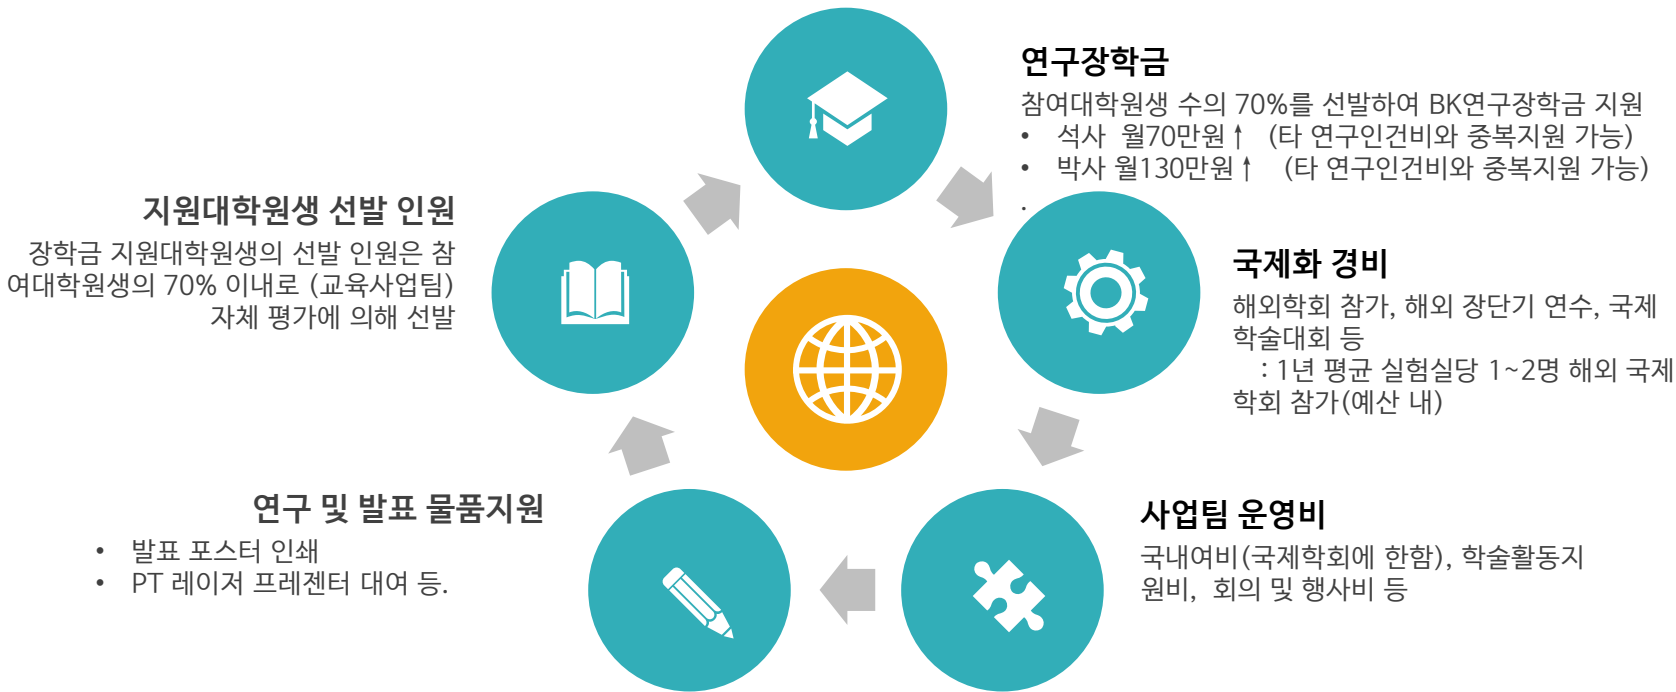 연구장학금
참여대학원생 수의 70%를 선발하여 BK연구장학금 지원
• 석사 월70만원↑ (타 연구인건비와 중복지원 가능)
• 박사 월130만원↑ (타 연구인건비와 중복지원 가능)
.
국제화 경비
해외학회 참가, 해외 장단기 연수, 국제
학술대회 등
: 1년 평균 실험실당 1~2명 해외 국제
학회 참가(예산 내)
사업팀 운영비
국내여비(국제학회에 한함), 학술활동지
원비, 회의 및 행사비 등
연구 및 발표 물품지원
• 발표 포스터 인쇄
• PT 레이저 프레젠터 대여 등.
지원대학원생 선발 인원
장학금 지원대학원생의 선발 인원은 참
여대학원생의 70% 이내로 (교육사업팀)
자체 평가에 의해 선발